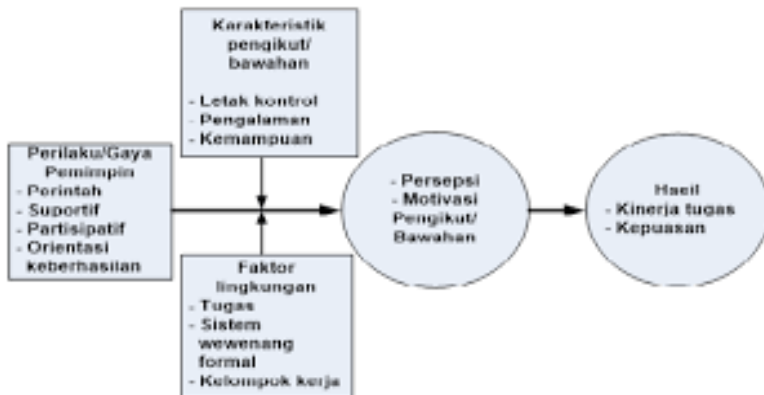 Karakteristik
pengikut/
bawahan
- Letak kontrol
- Pengalaman
- Kemampuan
Perilaku/Gaya
Pemimpin
- Perintah
- Suportif
- Partisipatif
- Orientasi
keberhasilan
Faktor
lingkungan
- Tugas
- Sistem
wewenang
formal
- Kelompok kerja
- Persepsi
- Motivasi
Pengikut/
Bawahan
Hasil
- Kinerja tugas
- Kepuasan